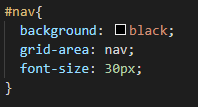 #nav{
background: black;
grid-area: nav;
font-size: 30px;
}